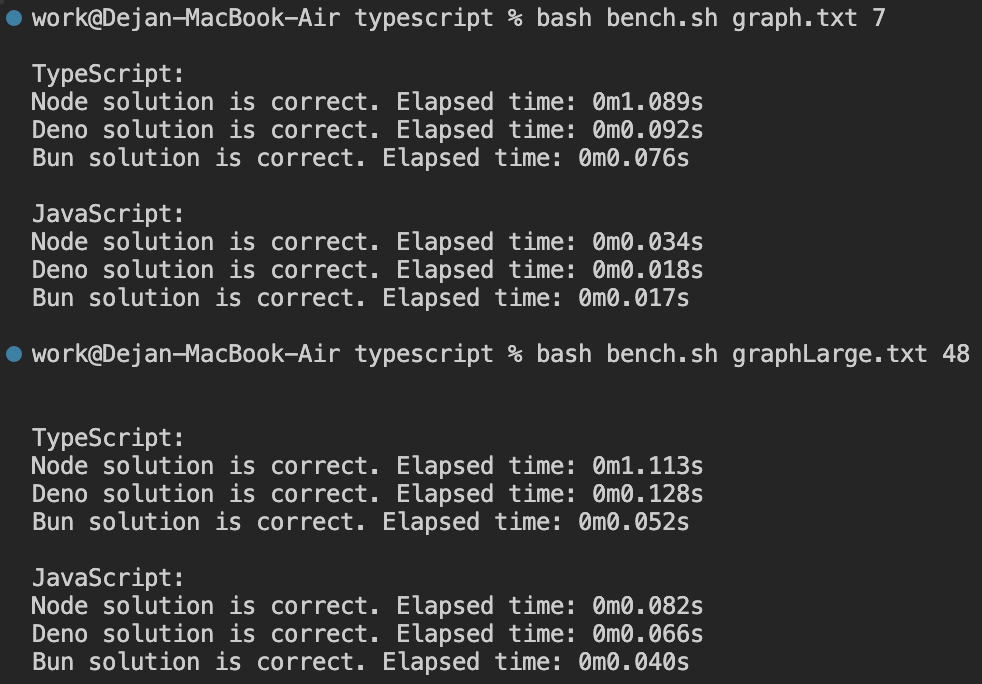 work@Dejan-MacBook-Air typescript % bash bench.sh graph.txt 7
TypeScript:
Node solution is correct. Elapsed time: 0m1.089s
Deno solution is correct. Elapsed time: 0m0.092s
Bun solution is correct. Elapsed time: 0m0.076s
JavaScript:
Node solution is correct. Elapsed time: 0m0.034s
Deno solution is correct. Elapsed time: 0m0.018s
Bun solution is correct. Elapsed time: 0m0.017s
work@Dejan-MacBook-Air typescript % bash bench.sh graphLarge.txt 48
TypeScript:
Node solution is correct. Elapsed time: 0m1.113s
Deno solution is correct. Elapsed time: 0m0.128s
Bun solution is correct. Elapsed time: 0m0.052s
JavaScript:
Node solution is correct. Elapsed time: 0m0.082s
Deno solution is correct. Elapsed time: 0m0.066s
Bun solution is correct. Elapsed time: 0m0.040s